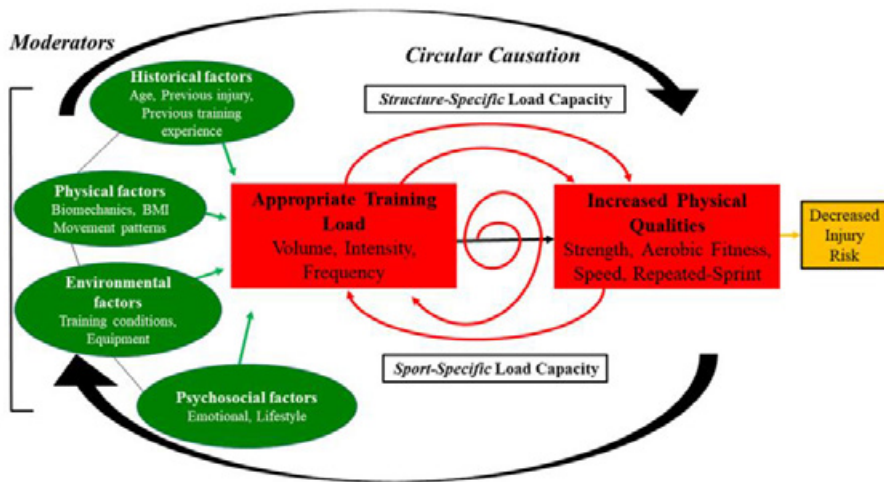 Moderators
Circular Causation
Historical factors
Age, Previous injury,
Previous training
experience
Structure-Specific Load Capacity
Physical factors
Biomechanics, BMI
Movement patterns
Appropriate Training
Load
Volume, Intensity,
Frequency
Increased Physical
Qualities
Strength, Aerobic Fitness,
Speed, Repeated-Sprint
Decreased
Injury
Risk
Environmental factors
Training conditions,
Equipment
Sport-Specific Load Capacity
Psychosocial factors
Emotional, Lifestyle